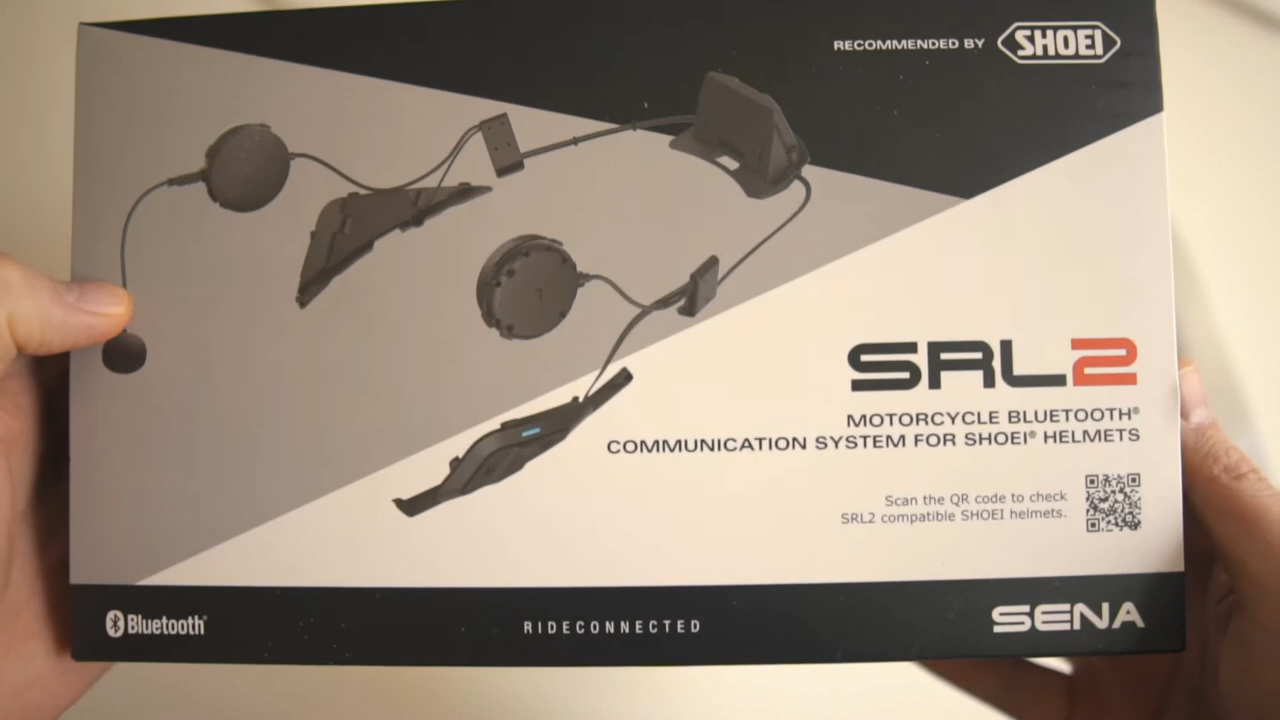 RECOMMENDED BY SHOEI
SRL2
MOTORCYCLE BLUETOOTH®
COMMUNICATION SYSTEM FOR SHOEI® HELMETS
Scan the QR code to check
SRL2 compatible SHOEI helmets.
Bluetooth®
RIDECONNECTED
SENA